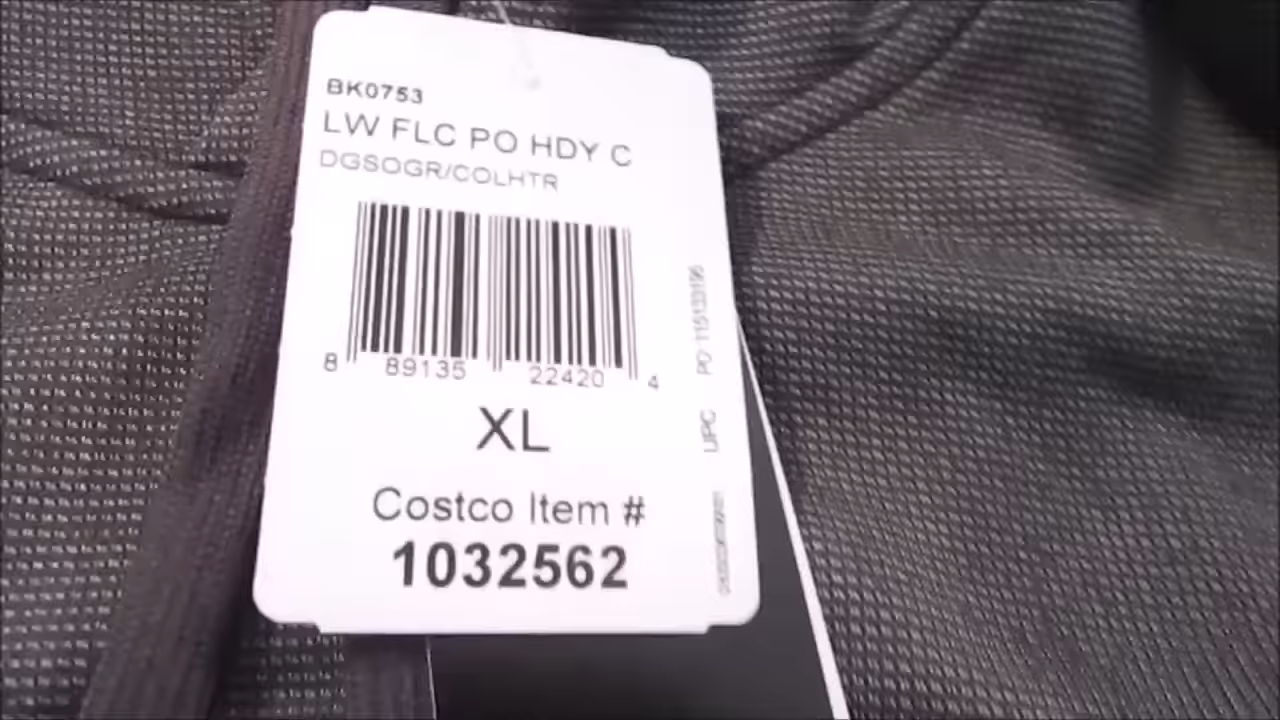 BK0753
LW FLC PO HDY C
DGSOGR/COLHTR
8 89135 22420 4
XL
Costco Item #
1032562
UPC